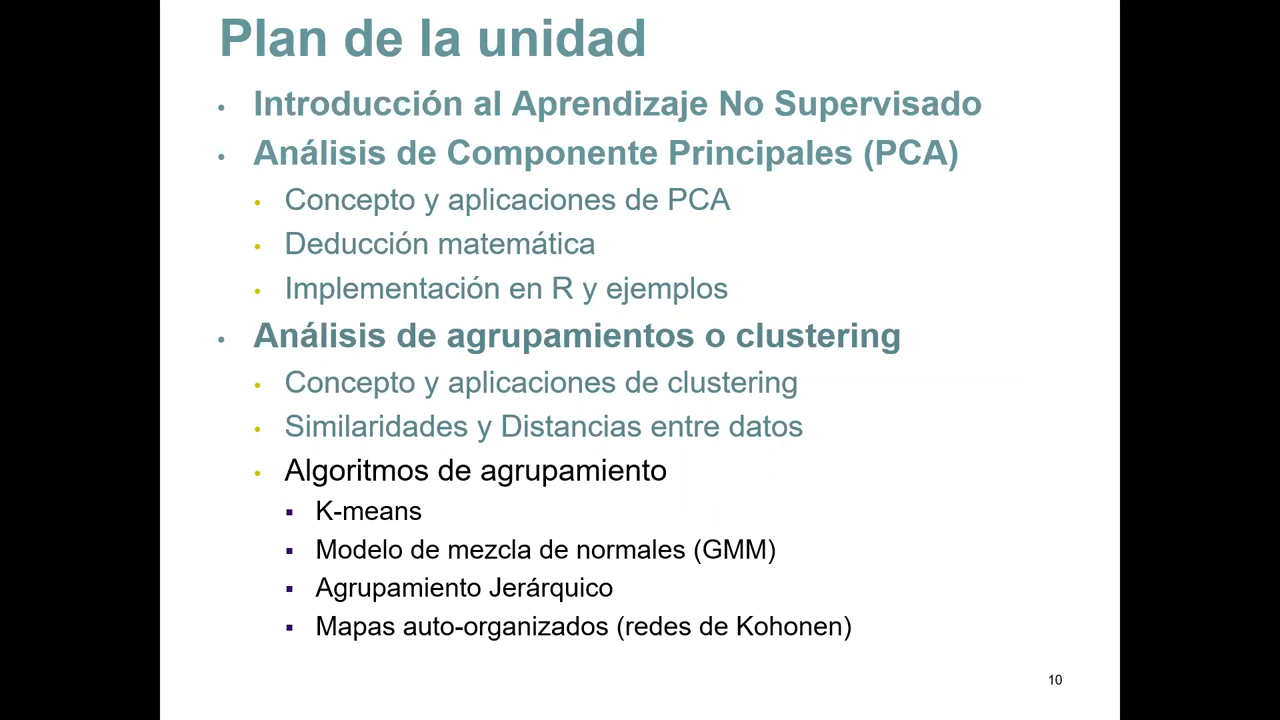 Plan de la unidad
• Introducción al Aprendizaje No Supervisado
• Análisis de Componente Principales (PCA)
• Concepto y aplicaciones de PCA
• Deducción matemática
• Implementación en R y ejemplos
• Análisis de agrupamientos o clustering
• Concepto y aplicaciones de clustering
• Similaridades y Distancias entre datos
• Algoritmos de agrupamiento
▪ K-means
▪ Modelo de mezcla de normales (GMM)
▪ Agrupamiento Jerárquico
▪ Mapas auto-organizados (redes de Kohonen)
10